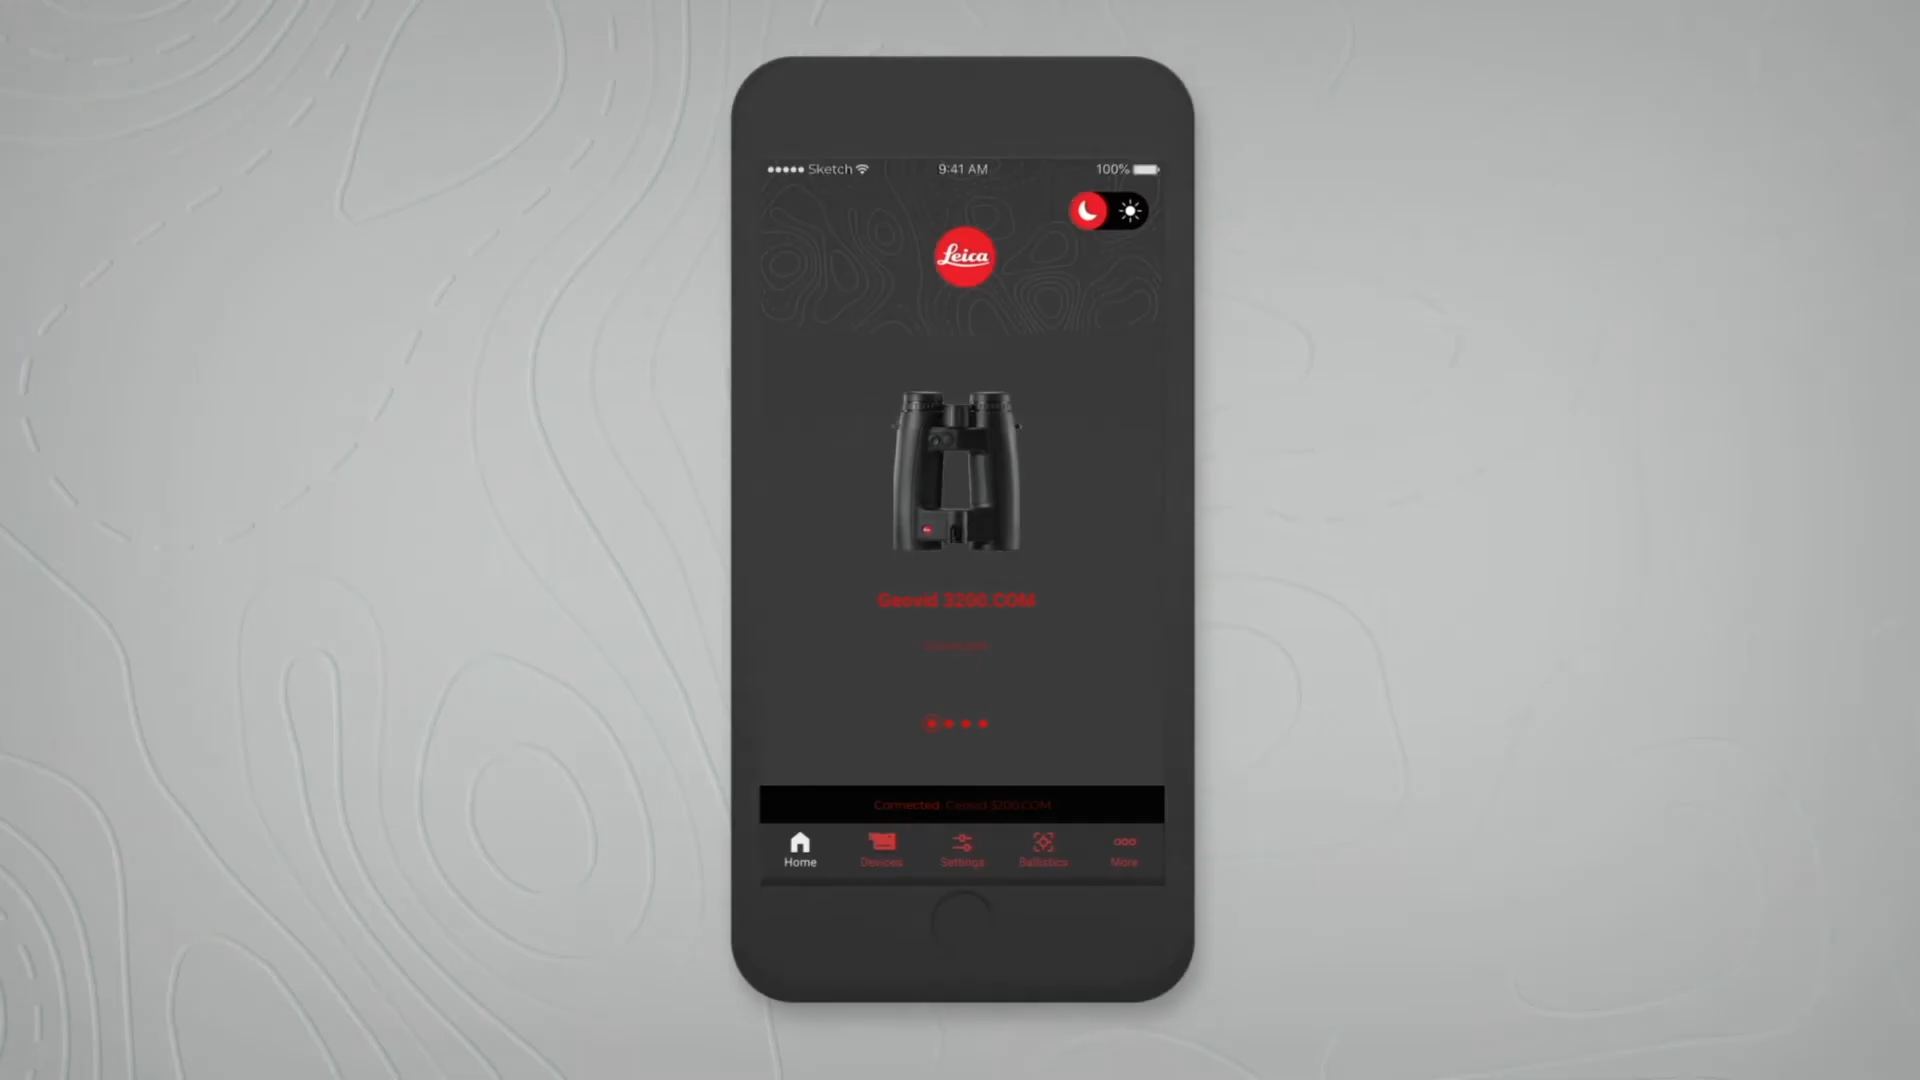 Sketch 9:41 AM 100%
Leica
Geovid 3200.COM
Connected Geovid 3200.COM
Home Devices Settings Ballistics More